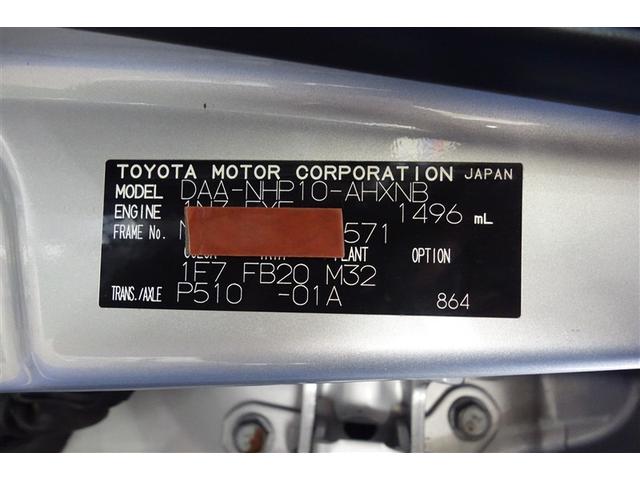 TOYOTA MOTOR CORPORATION JAPAN
MODEL DAA-NHP10-AHXNB
ENGINE 1496 mL
FRAME No. 571
PLANT OPTION
1F7 FB20 M32
TRANS./AXLE P510 -01A 864